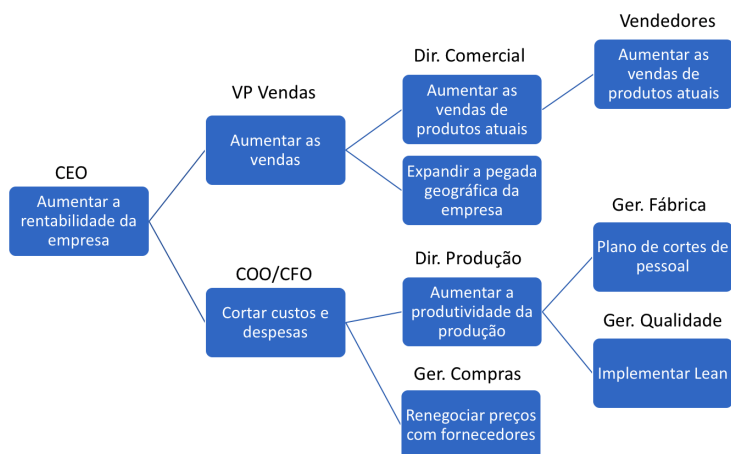 CEO
Aumentar a
rentabilidade da
empresa
VP Vendas
Aumentar as
vendas
COO/CFO
Cortar custos e
despesas
Dir. Comercial
Aumentar as
vendas de
produtos atuais
Expandir a pegada
geográfica da
empresa
Dir. Produção
Aumentar a
produtividade da
produção
Ger. Compras
Renegociar preços
com fornecedores
Vendedores
Aumentar as
vendas de
produtos atuais
Ger. Fábrica
Plano de cortes de
pessoal
Ger. Qualidade
Implementar Lean